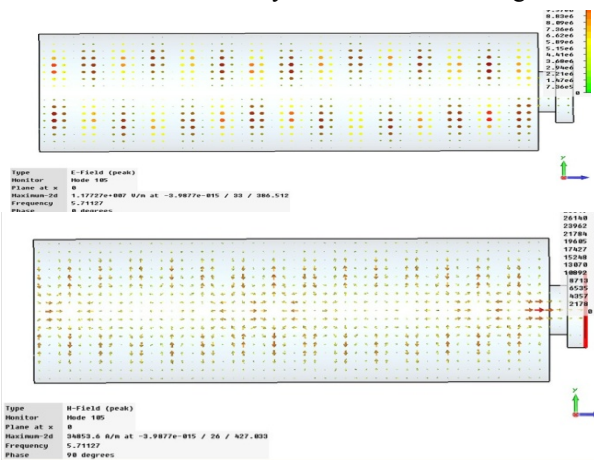 8.83e6
8.09e6
7.36e6
6.62e6
5.89e6
5.15e6
4.41e6
3.68e6
2.94e6
2.21e6
1.47e6
7.36e5
0
Type E-Field (peak)
Monitor Mode 105
Plane at x 0
Maximum-2d 1.17727e+007 V/m at -3.9877e-015 / 33 / 306.512
Frequency 5.71127
Phase 0 degrees
y
26140
23962
21784
19605
17427
15248
13070
10892
8713
6535
4357
2178
0
Type H-Field (peak)
Monitor Mode 105
Plane at x 0
Maximum-2d 34853.6 A/m at -3.9877e-015 / 26 / 427.033
Frequency 5.71127
Phase 90 degrees
y